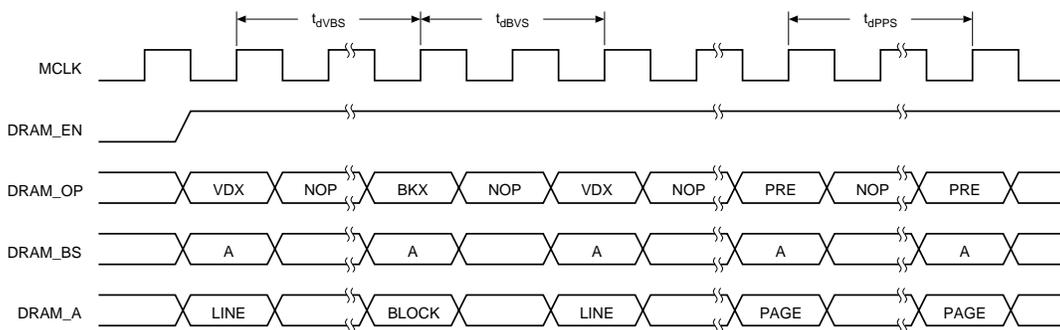 tdVBS tdBVS tdPPS
MCLK
DRAM_EN
DRAM_OP VDX NOP BKX NOP VDX NOP PRE NOP PRE
DRAM_BS A A A A A
DRAM_A LINE BLOCK LINE PAGE PAGE